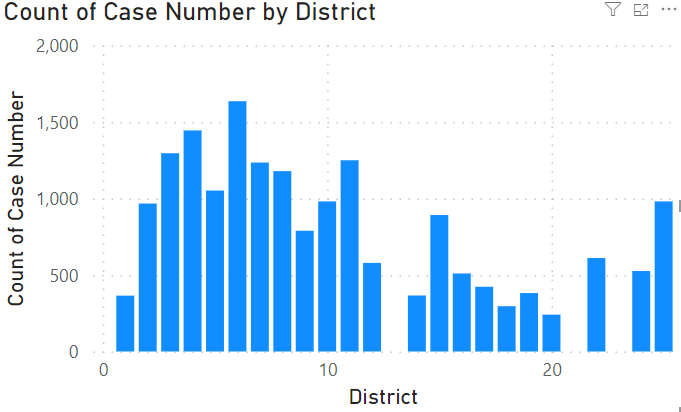 Count of Case Number by District
Count of Case Number
2,000
1,500
1,000
500
0
0 10 20
District